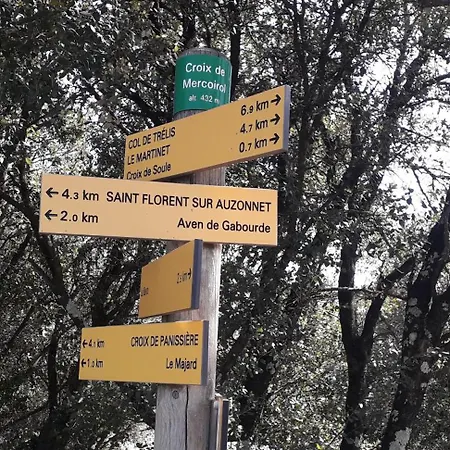 Croix de
Mercoirol
alt. 432 m
COL DE TRÉLIS 6.9 km →
LE MARTINET 4.7 km →
Croix de Soule 0.7 km →
← 4.3 km SAINT FLORENT SUR AUZONNET
← 2.0 km Aven de Gabourde
km →
← 4.1 km CROIX DE PANISSIÈRE
← 1.0 km Le Majard